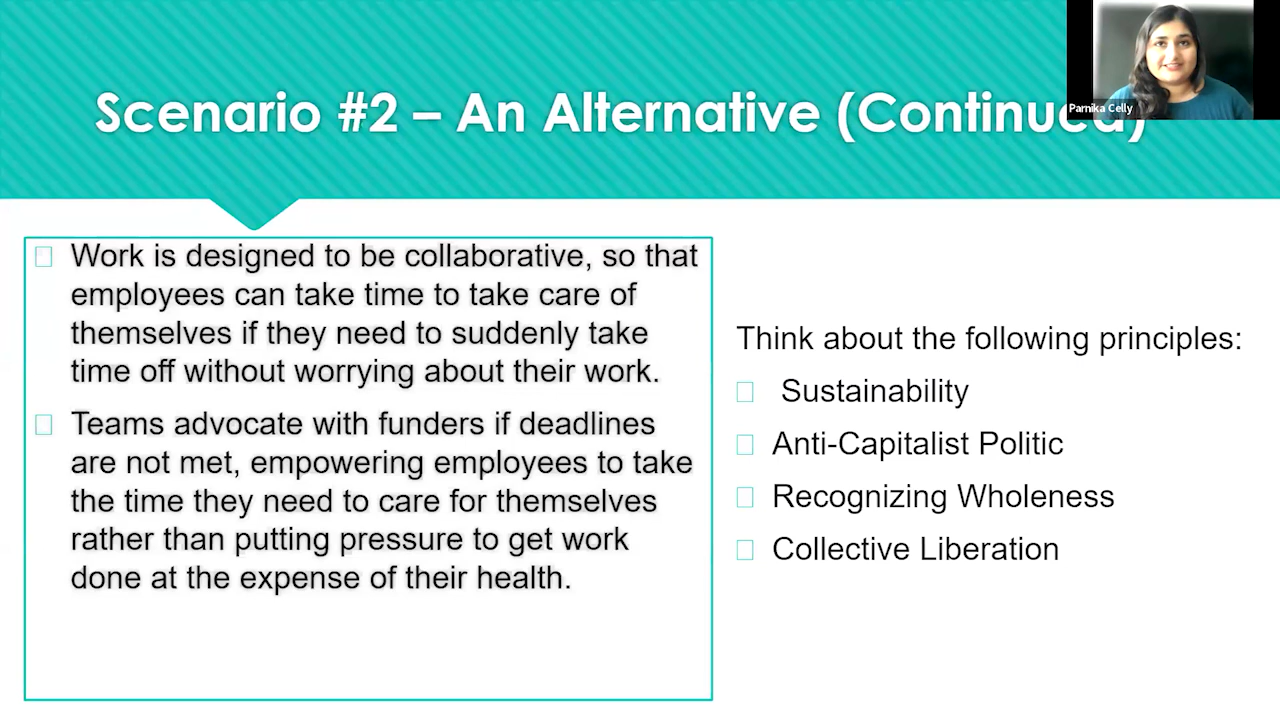 Scenario #2 – An Alternative (Continued)
Parnika Celly
Work is designed to be collaborative, so that
employees can take time to take care of
themselves if they need to suddenly take
time off without worrying about their work.
Teams advocate with funders if deadlines
are not met, empowering employees to take
the time they need to care for themselves
rather than putting pressure to get work
done at the expense of their health.
Think about the following principles:
Sustainability
Anti-Capitalist Politic
Recognizing Wholeness
Collective Liberation